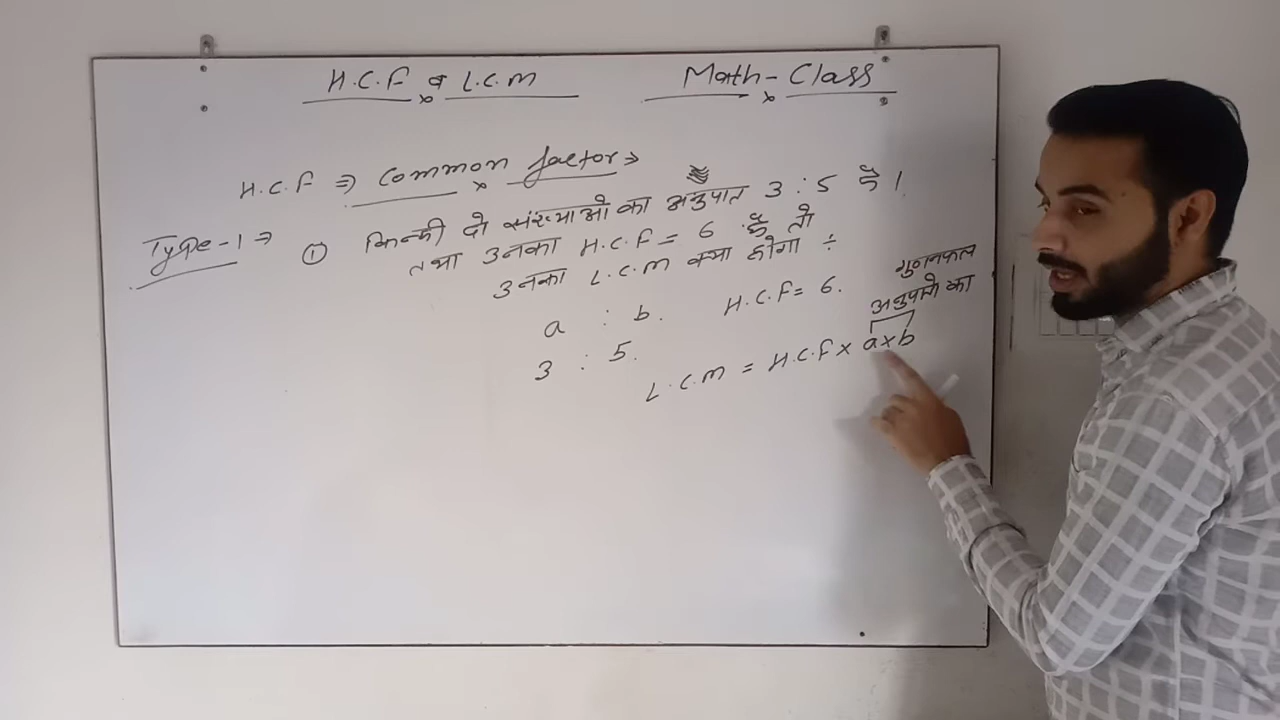 H.C.F व L.C.M
Math-Class
H.C.F ⇒ Common factor ⇒
Type-1 ⇒ ① किन्ही दो संख्याओ का अनुपात 3 : 5 है।
तथा उनका H.C.F = 6 है तो
उनका L.C.M क्या होगा ÷
a : b. H.C.F = 6.
3 : 5.
गुणनफल
अनुपातो का
L.C.M = H.C.F × a×b